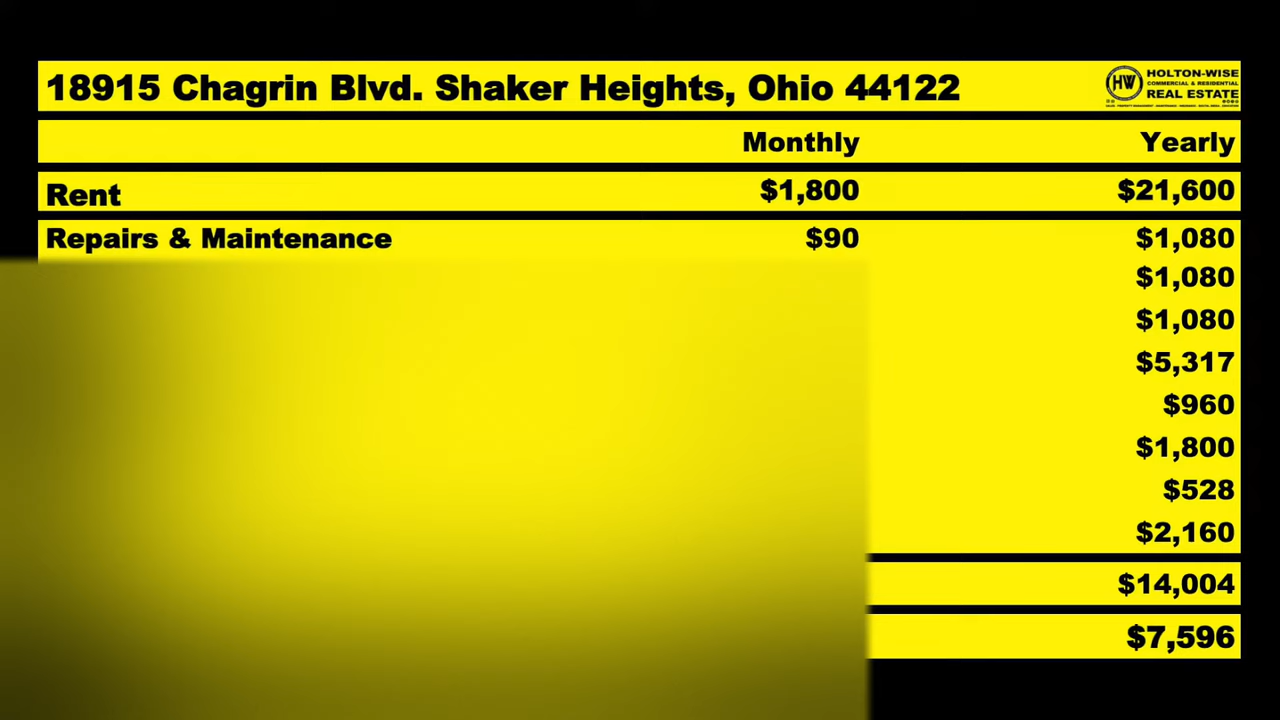 18915 Chagrin Blvd. Shaker Heights, Ohio 44122
HOLTON-WISE
COMMERCIAL & RESIDENTIAL
REAL ESTATE
HW
Monthly Yearly
Rent $1,800 $21,600
Repairs & Maintenance $90 $1,080
$1,080
$1,080
$5,317
$960
$1,800
$528
$2,160
$14,004
$7,596